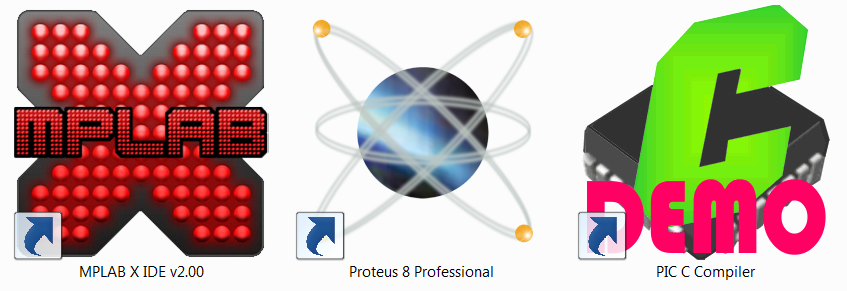 MPLAB
DEMO
MPLAB X IDE v2.00
Proteus 8 Professional
PIC C Compiler